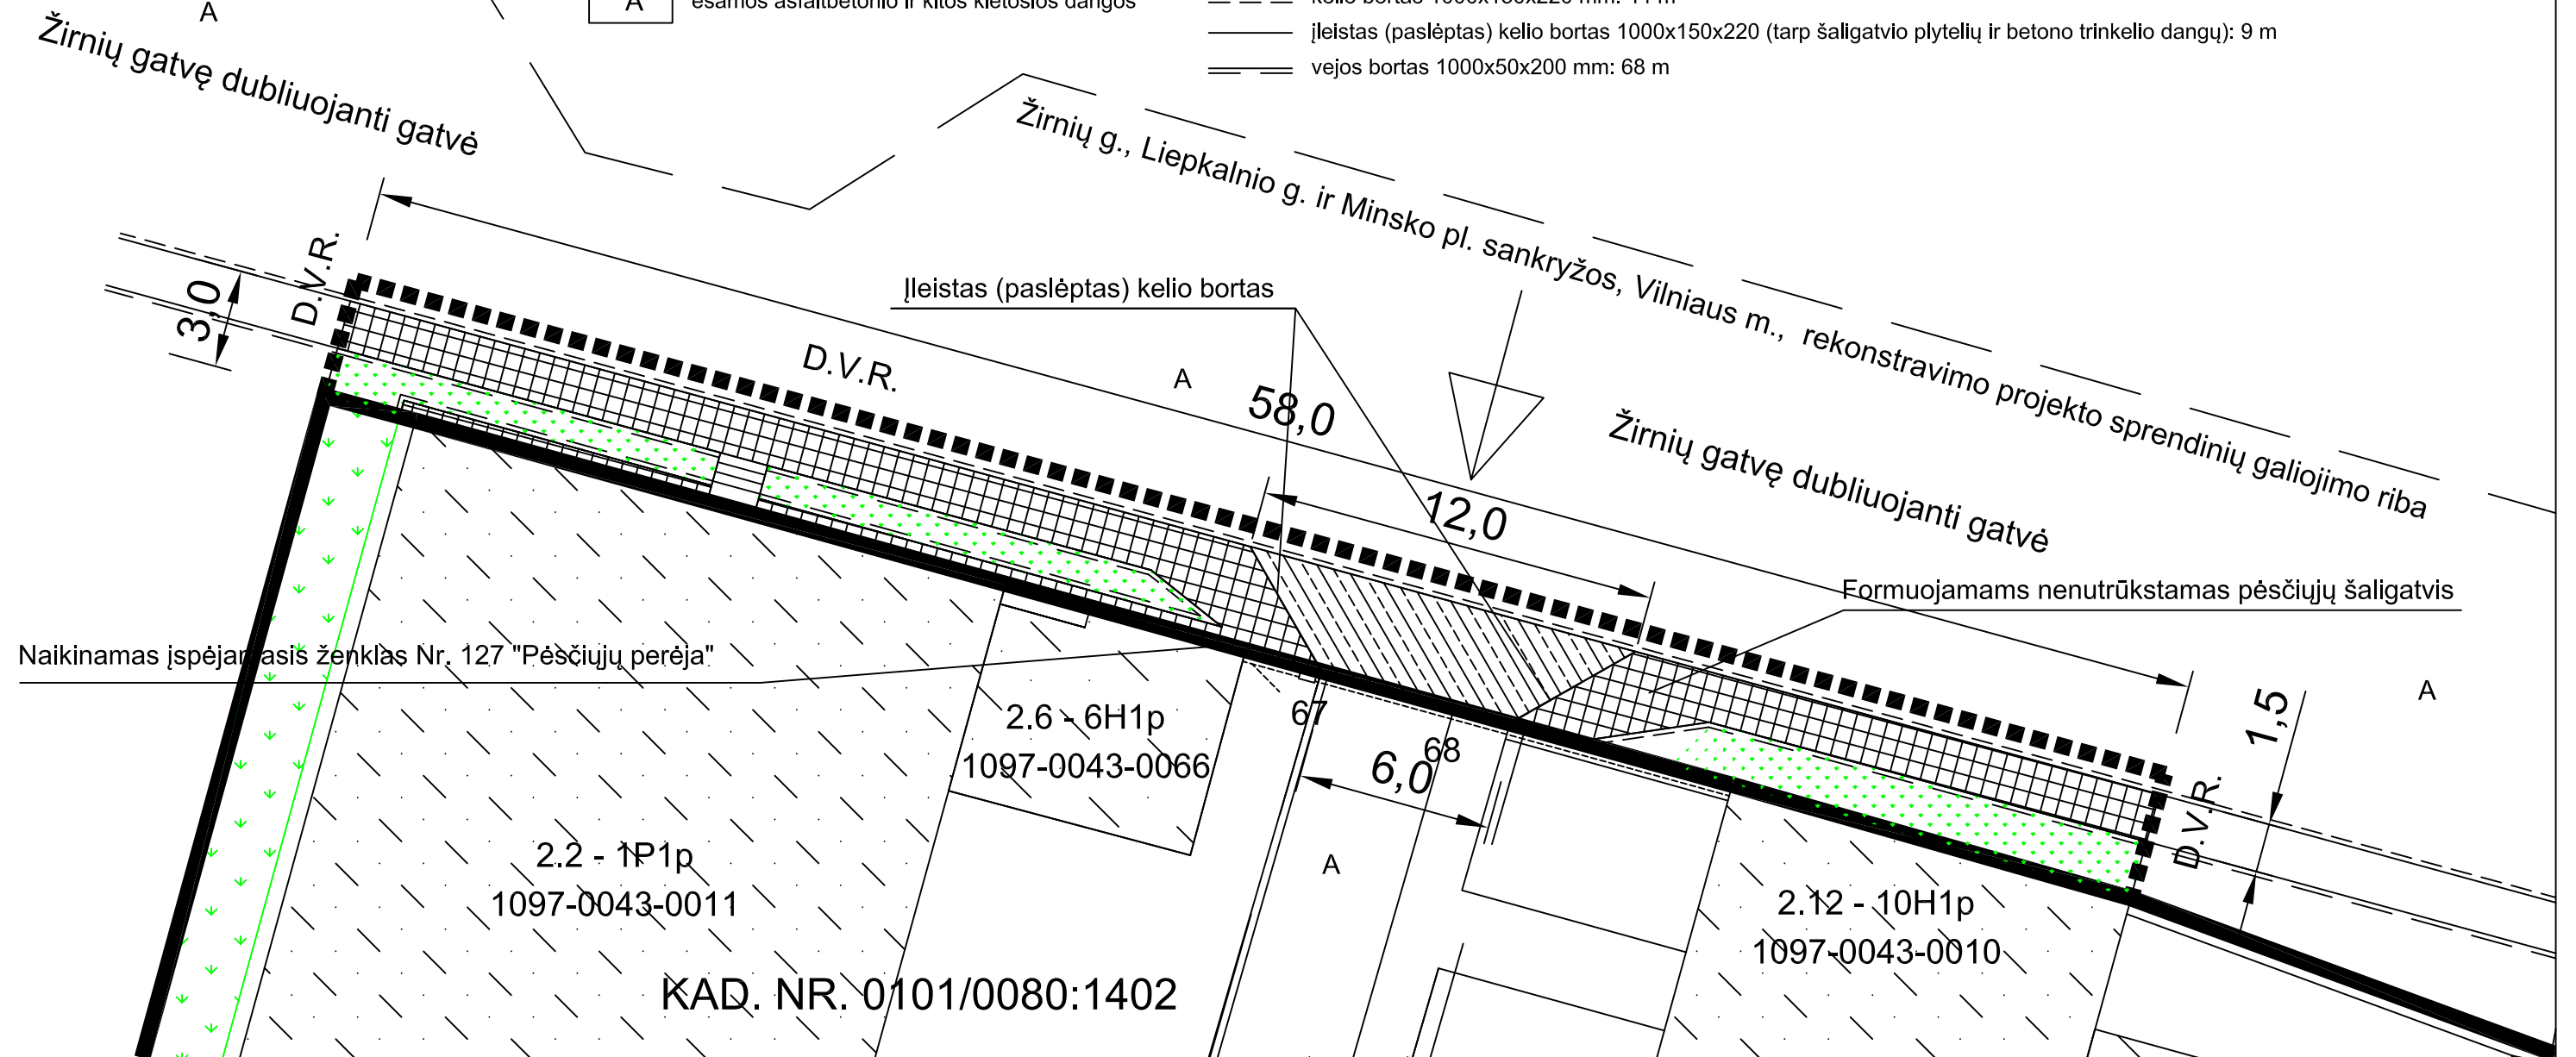 A
Žirnių gatvę dubliuojanti gatvė
A
esamos asfaltbetonio ir kitos kietosios dangos
įleistas (paslėptas) kelio bortas 1000x150x220 (tarp šaligatvio plytelių ir betono trinkelio dangų): 9 m
vejos bortas 1000x50x200 mm: 68 m
Žirnių g., Liepkalnio g. ir Minsko pl. sankryžos, Vilniaus m., rekonstravimo projekto sprendinių galiojimo riba
D.V.R.
3,0
Įleistas (paslėptas) kelio bortas
D.V.R.
A
58,0
12,0
Žirnių gatvę dubliuojanti gatvė
Formuojamams nenutrūkstamas pėsčiųjų šaligatvis
Naikinamas įspėjamasis ženklas Nr. 127 "Pėsčiųjų perėja"
A
1,5
2.6 - 6H1p
1097-0043-0066
67
68
6,0
D.V.R.
A
2.2 - 1P1p
1097-0043-0011
2.12 - 10H1p
1097-0043-0010
KAD. NR. 0101/0080:1402